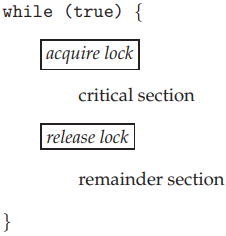 while (true) {
acquire lock
critical section
release lock
remainder section
}